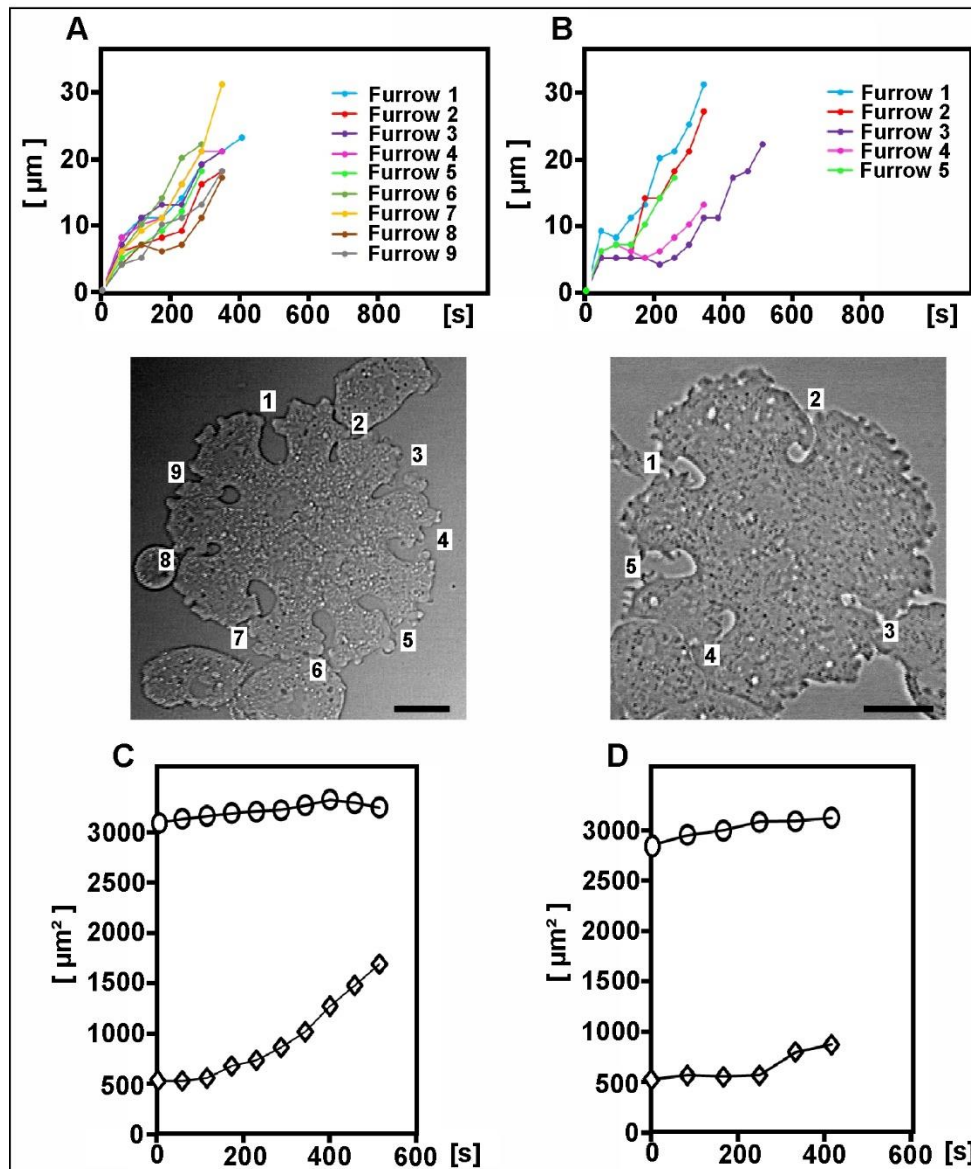 A
[ µm ]
30
20
10
0
0 200 400 600 800 [s]
Furrow 1
Furrow 2
Furrow 3
Furrow 4
Furrow 5
Furrow 6
Furrow 7
Furrow 8
Furrow 9
B
[ µm ]
30
20
10
0
0 200 400 600 800 [s]
Furrow 1
Furrow 2
Furrow 3
Furrow 4
Furrow 5
1
2
3
4
5
6
7
8
9
1
2
3
4
5
C
[ µm² ]
3000
2500
2000
1500
1000
500
0
0 200 400 600 [s]
D
[ µm² ]
3000
2500
2000
1500
1000
500
0
0 200 400 600 [s]